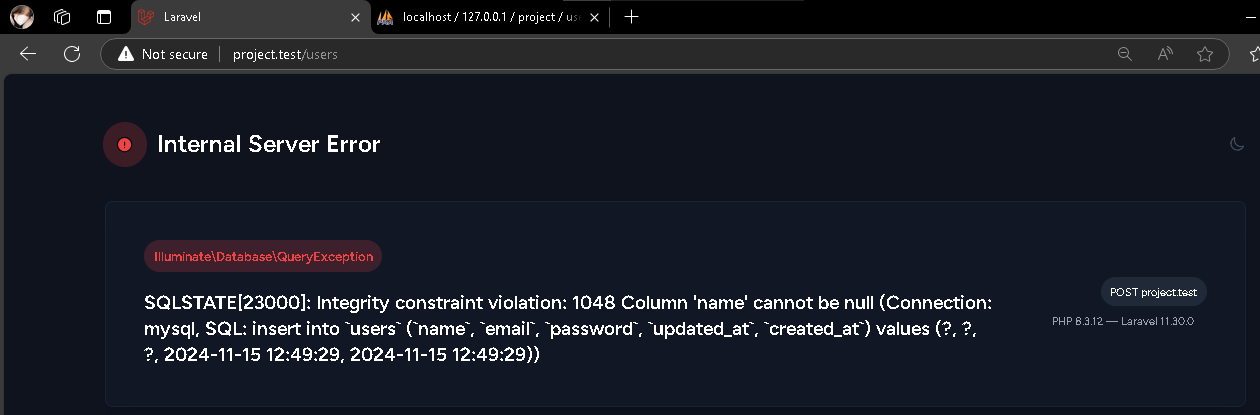 Laravel
localhost / 127.0.0.1 / project / use
Not secure
project.test/users
Internal Server Error
Illuminate\Database\QueryException
SQLSTATE[23000]: Integrity constraint violation: 1048 Column 'name' cannot be null (Connection:
mysql, SQL: insert into `users` (`name`, `email`, `password`, `updated_at`, `created_at`) values (?, ?,
?, 2024-11-15 12:49:29, 2024-11-15 12:49:29))
POST project.test
PHP 8.3.12 — Laravel 11.30.0